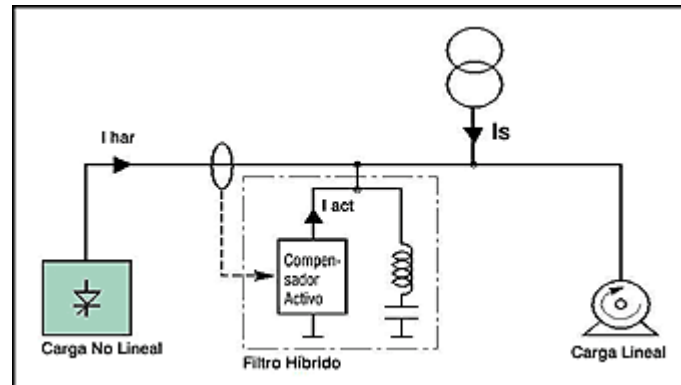 I har
Is
I act
Compen-
sador
Activo
Carga No Lineal
Filtro Híbrido
Carga Lineal